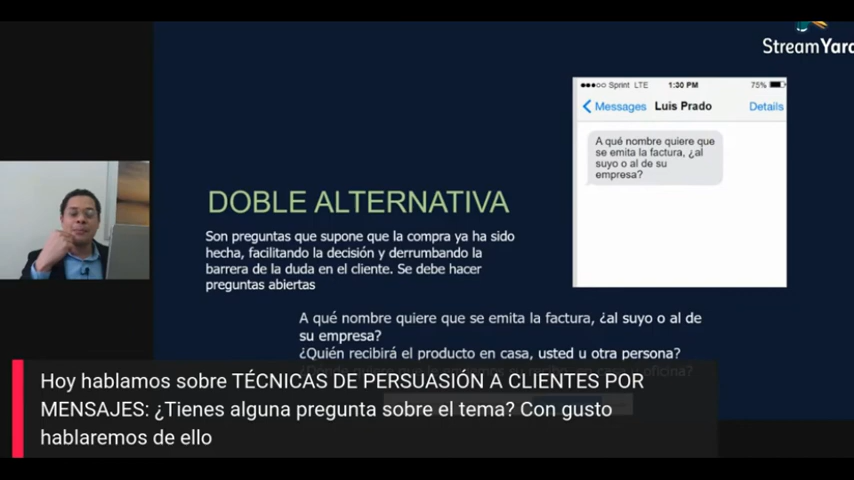 StreamYard
Sprint LTE 1:30 PM 75%
Messages Luis Prado Details
A qué nombre quiere que
se emita la factura, ¿al
suyo o al de su
empresa?
DOBLE ALTERNATIVA
Son preguntas que supone que la compra ya ha sido
hecha, facilitando la decisión y derrumbando la
barrera de la duda en el cliente. Se debe hacer
preguntas abiertas
A qué nombre quiere que se emita la factura, ¿al suyo o al de
su empresa?
¿Quién recibirá el producto en casa, usted u otra persona?
Hoy hablamos sobre TÉCNICAS DE PERSUASIÓN A CLIENTES POR
MENSAJES: ¿Tienes alguna pregunta sobre el tema? Con gusto
hablaremos de ello